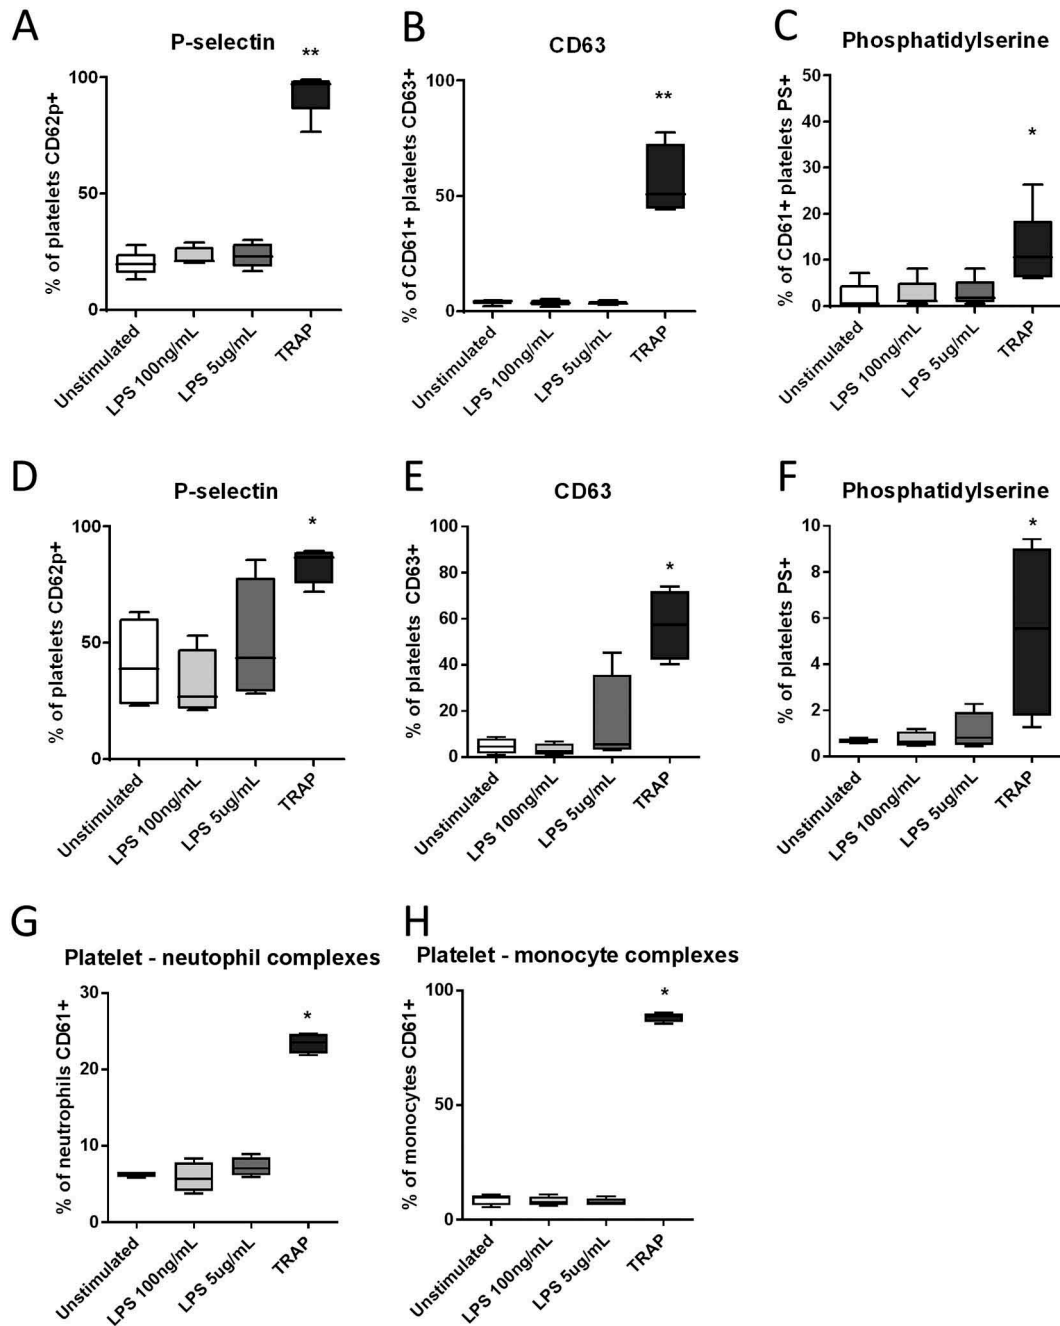 A
P-selectin
% of platelets CD62p+
100
50
0
**
Unstimulated
LPS 100ng/mL
LPS 5ug/mL
TRAP
B
CD63
% of CD61+ platelets CD63+
100
50
0
**
Unstimulated
LPS 100ng/mL
LPS 5ug/mL
TRAP
C
Phosphatidylserine
% of CD61+ platelets PS+
50
40
30
20
10
0
*
Unstimulated
LPS 100ng/mL
LPS 5ug/mL
TRAP
D
P-selectin
% of platelets CD62p+
100
50
0
*
Unstimulated
LPS 100ng/mL
LPS 5ug/mL
TRAP
E
CD63
% of platelets CD63+
100
80
60
40
20
0
*
Unstimulated
LPS 100ng/mL
LPS 5ug/mL
TRAP
F
Phosphatidylserine
% of platelets PS+
10
8
6
4
2
0
*
Unstimulated
LPS 100ng/mL
LPS 5ug/mL
TRAP
G
Platelet - neutophil complexes
% of neutrophils CD61+
30
20
10
0
*
Unstimulated
LPS 100ng/mL
LPS 5ug/mL
TRAP
H
Platelet - monocyte complexes
% of monocytes CD61+
100
50
0
*
Unstimulated
LPS 100ng/mL
LPS 5ug/mL
TRAP